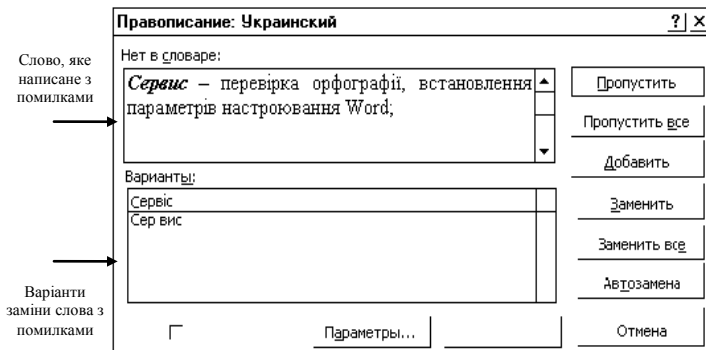 Правописание: Украинский
? ×
Слово, яке
написане з
помилками
Нет в словаре:
Сервис – перевірка орфографії, встановлення
параметрів настроювання Word;
Пропустить
Пропустить все
Добавить
Варианты:
Сервіс
Сер вис
Заменить
Заменить все
Автозамена
Варіанти
заміни слова з
помилками
Параметры...
Отмена